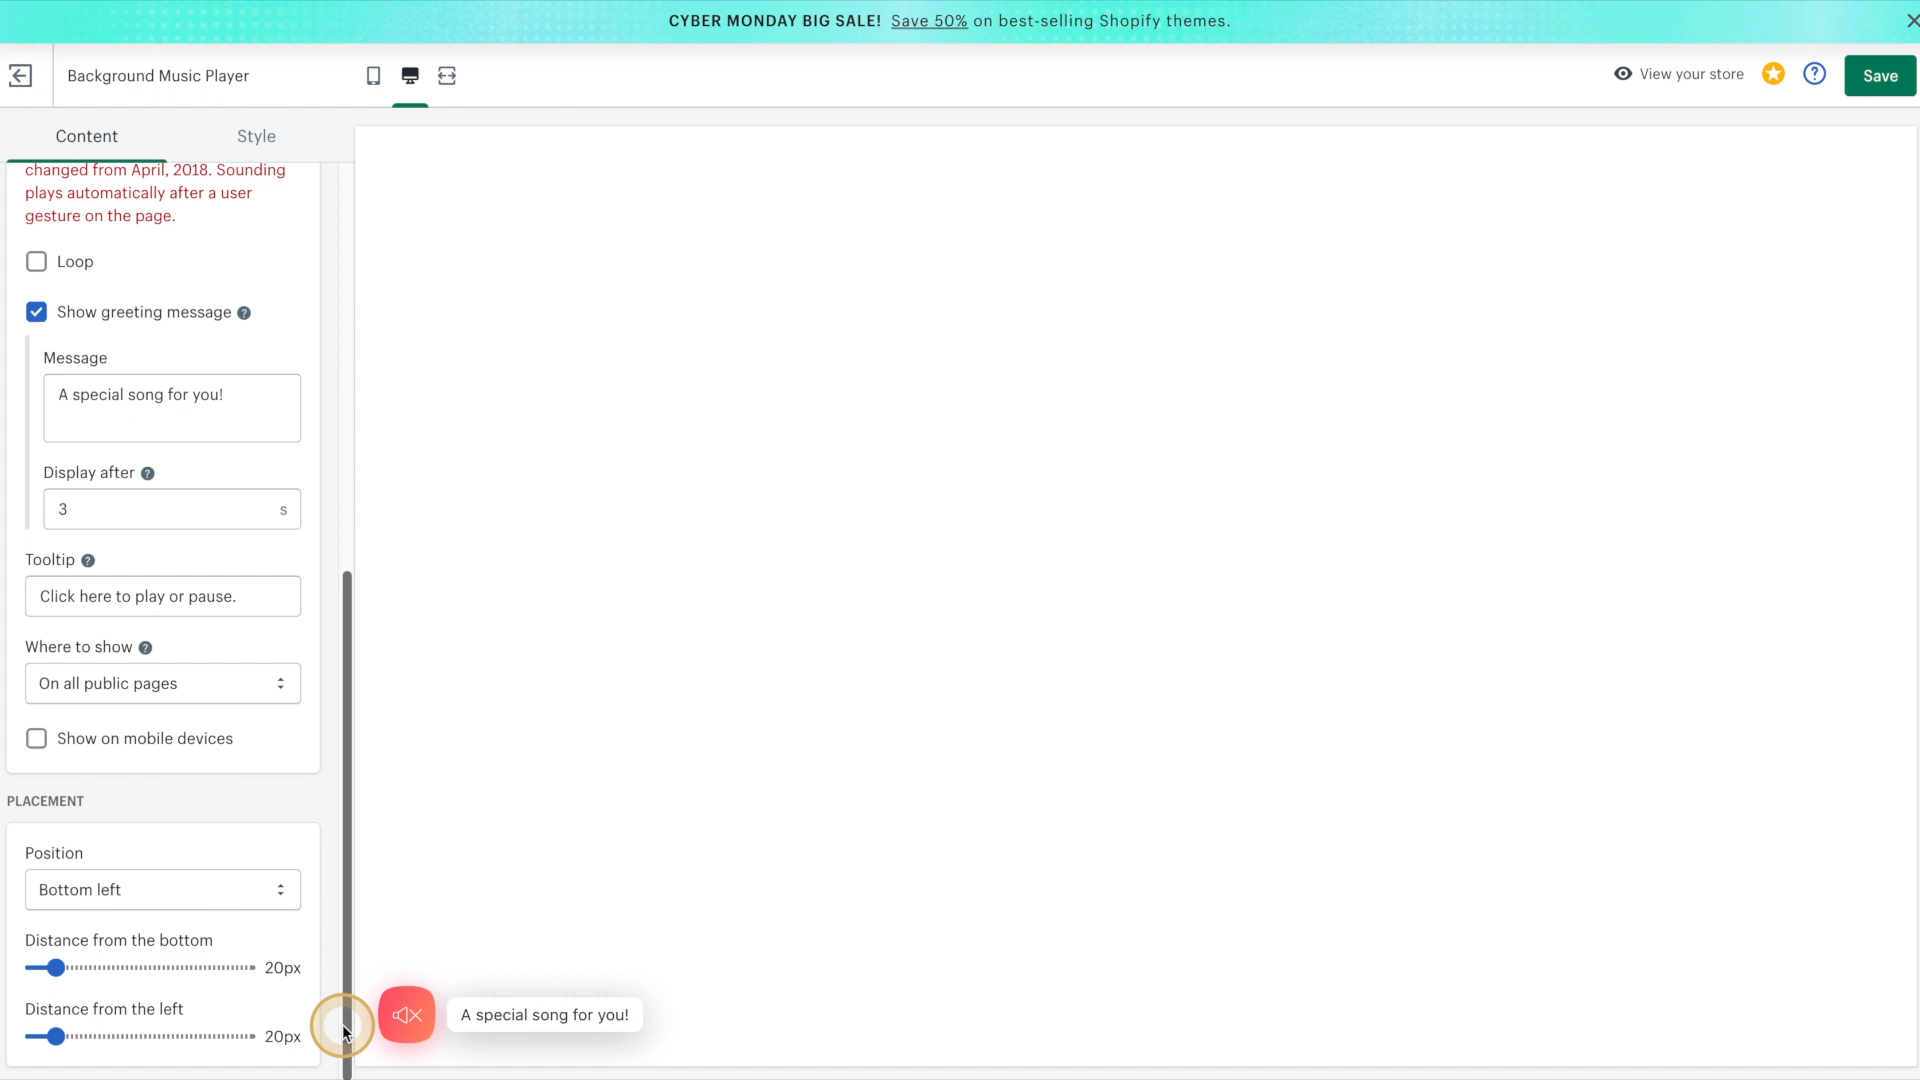 CYBER MONDAY BIG SALE! Save 50% on best-selling Shopify themes.
Background Music Player
View your store
Save
Content
Style
changed from April, 2018. Sounding
plays automatically after a user
gesture on the page.
Loop
Show greeting message
Message
A special song for you!
Display after
3 s
Tooltip
Click here to play or pause.
Where to show
On all public pages
Show on mobile devices
PLACEMENT
Position
Bottom left
Distance from the bottom
20px
Distance from the left
20px
A special song for you!